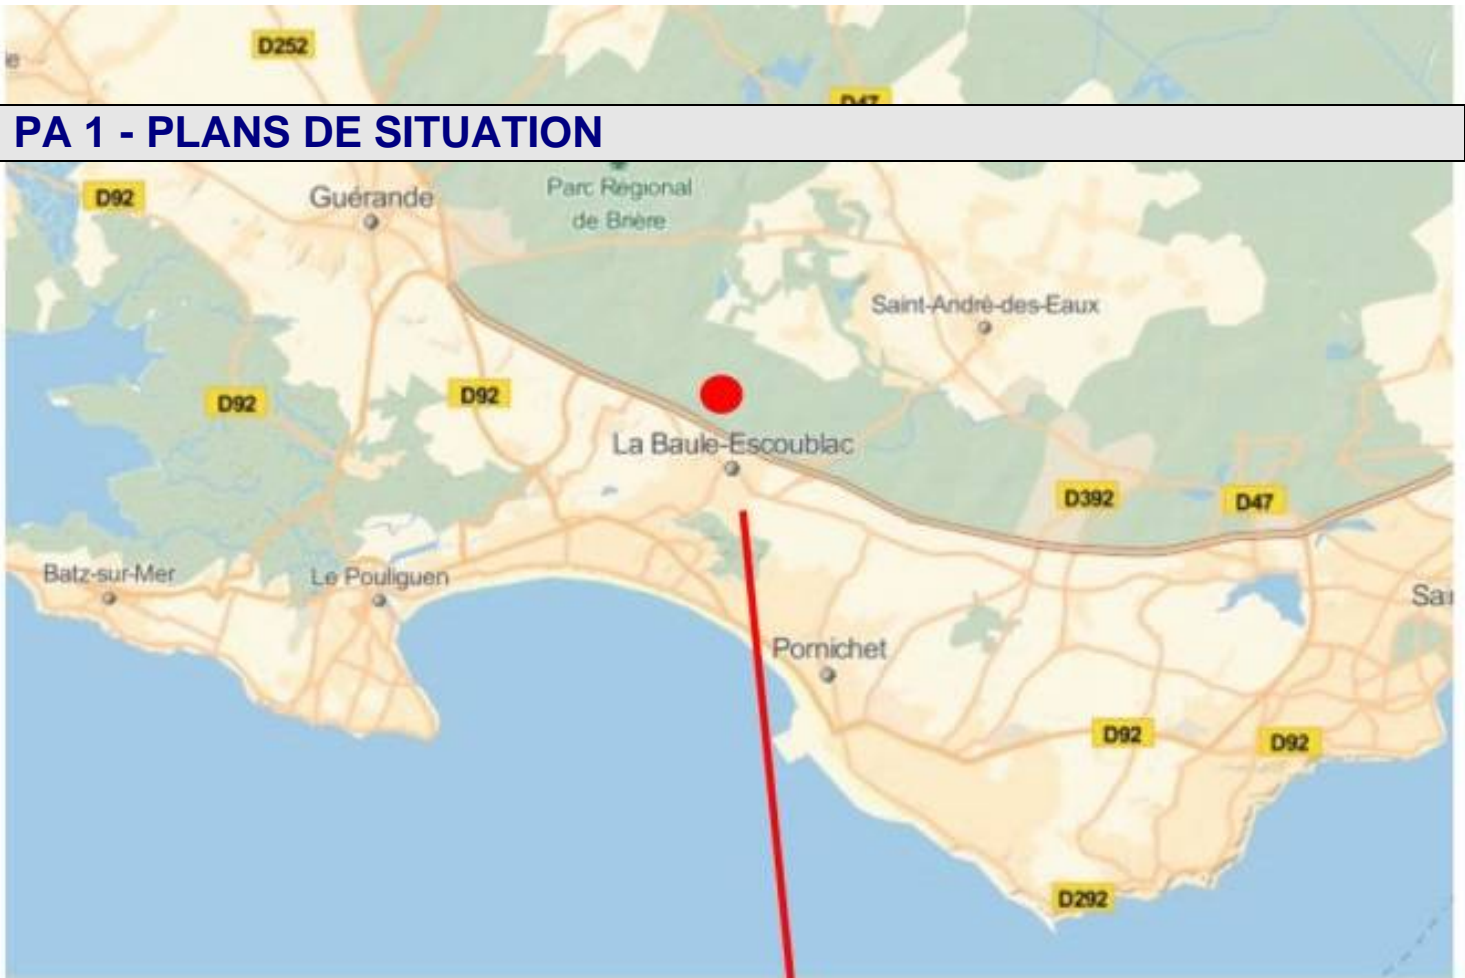 D252
D47
PA 1 - PLANS DE SITUATION
D92
Guérande
Parc Régional
de Brière
Saint-André-des-Eaux
D92
D92
La Baule-Escoublac
D392
D47
Batz-sur-Mer
Le Pouliguen
Pornichet
D92
D92
D292